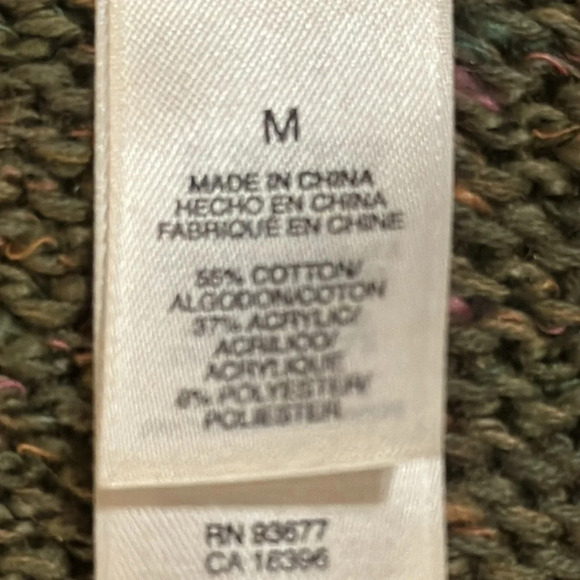 M
MADE IN CHINA
HECHO EN CHINA
FABRIQUÉ EN CHINE
55% COTTON/
ALGODON/COTON
37% ACRYLIC/
ACRILICO/
ACRYLIQUE
8% POLYESTER/
POLIESTER
RN 93677
CA 16396